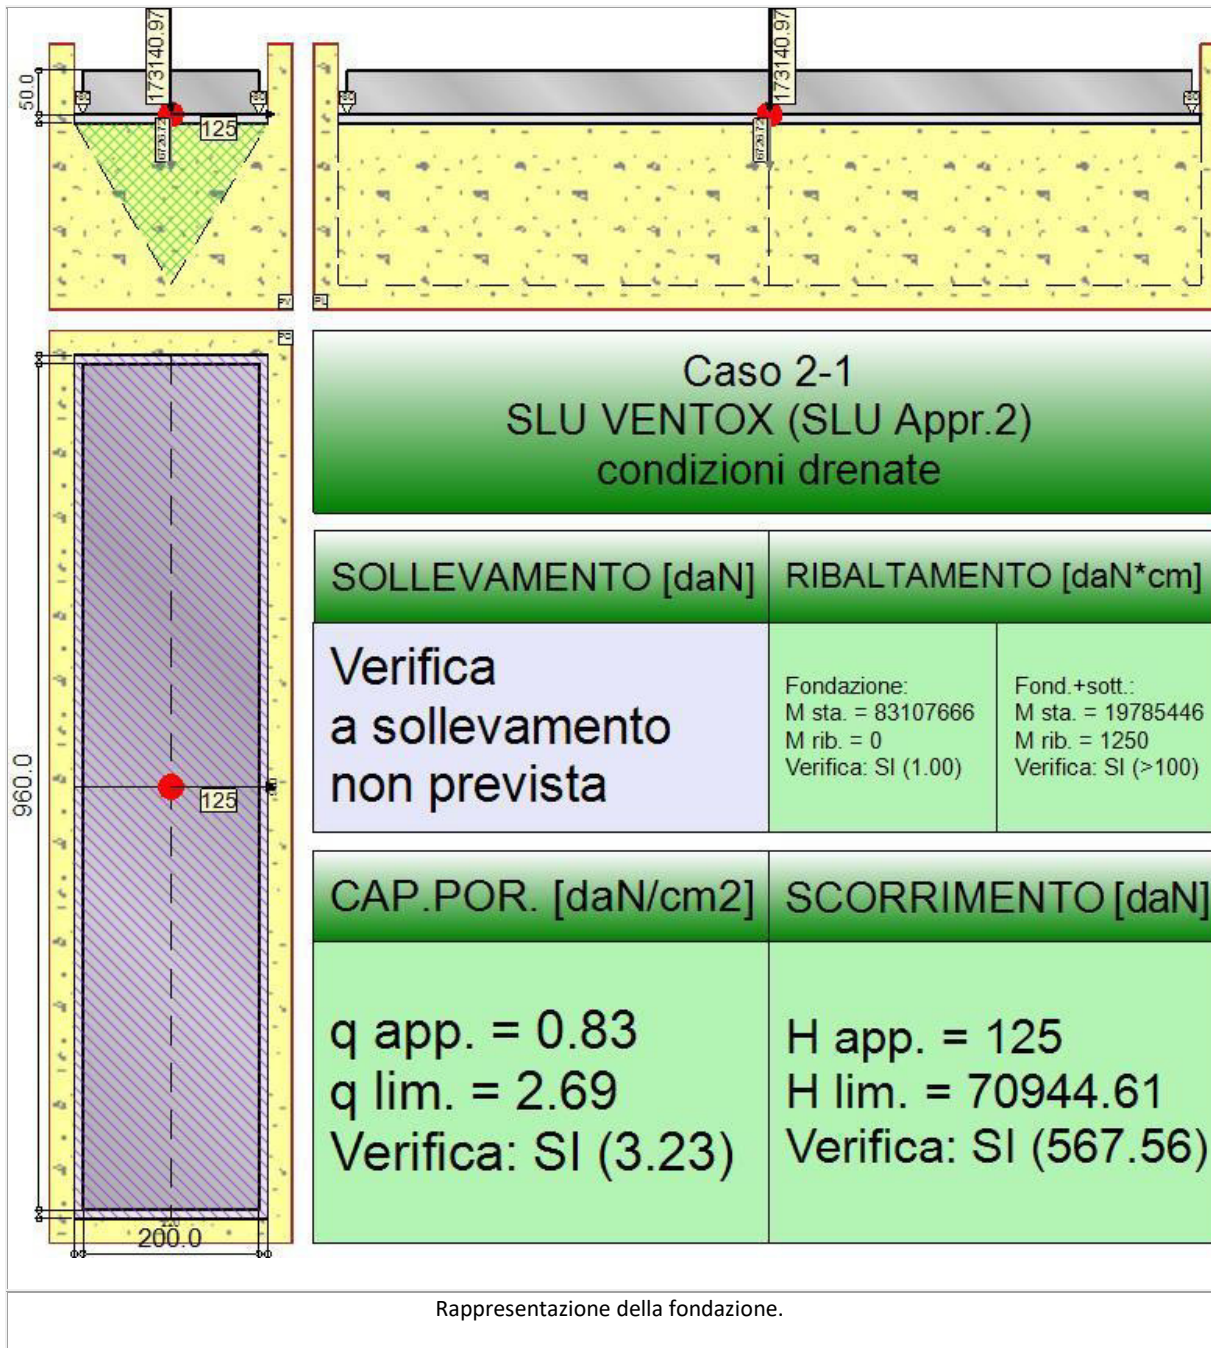 173140.97
173140.97
50.0
125
PV
PL
Caso 2-1
SLU VENTOX (SLU Appr.2)
condizioni drenate
SOLLEVAMENTO [daN]
RIBALTAMENTO [daN*cm]
Verifica
a sollevamento
non prevista
Fondazione:
M sta. = 83107666
M rib. = 0
Verifica: SI (1.00)
Fond.+sott.:
M sta. = 19785446
M rib. = 1250
Verifica: SI (>100)
960.0
125
200.0
CAP.POR. [daN/cm2]
SCORRIMENTO [daN]
q app. = 0.83
q lim. = 2.69
Verifica: SI (3.23)
H app. = 125
H lim. = 70944.61
Verifica: SI (567.56)
Rappresentazione della fondazione.